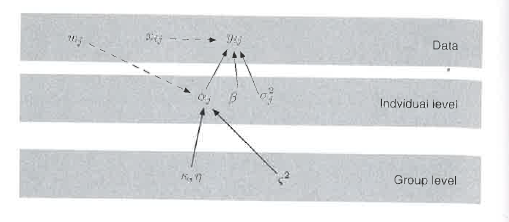 w_j x_ij y_ij Data
α_j β σ_j^2 Indvidual level
κ, η ς^2 Group level